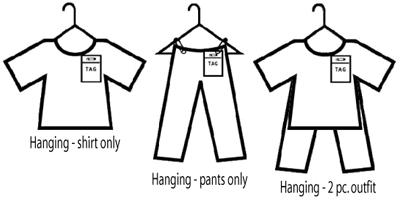 TAG
Hanging - shirt only
TAG
Hanging - pants only
TAG
Hanging - 2 pc. outfit